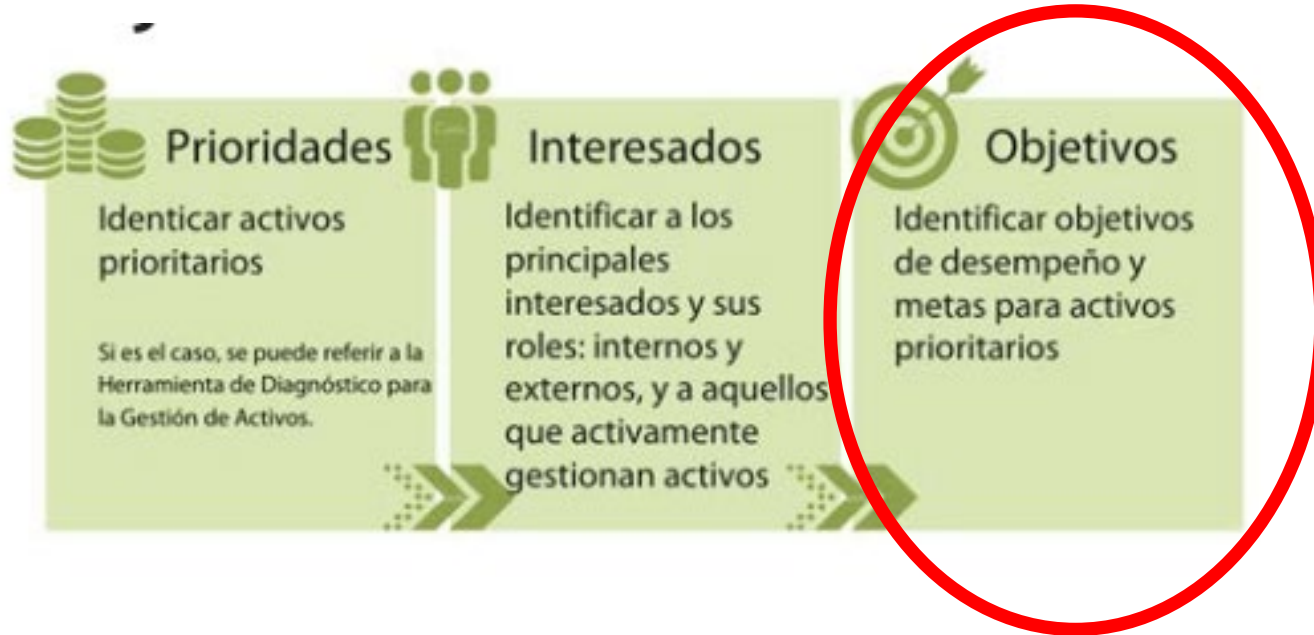 Prioridades
Identicar activos
prioritarios
Si es el caso, se puede referir a la
Herramienta de Diagnóstico para
la Gestión de Activos.
Interesados
Identificar a los
principales
interesados y sus
roles: internos y
externos, y a aquellos
que activamente
gestionan activos
Objetivos
Identificar objetivos
de desempeño y
metas para activos
prioritarios